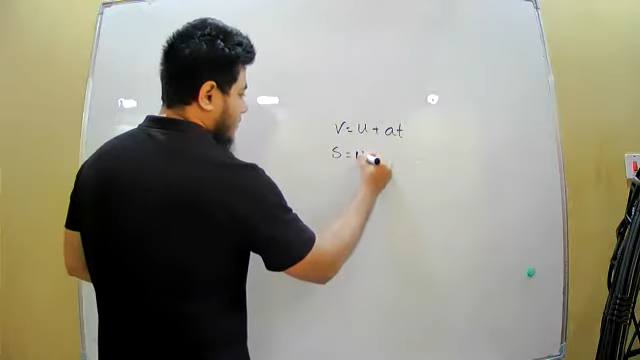 v = u + at
s = u